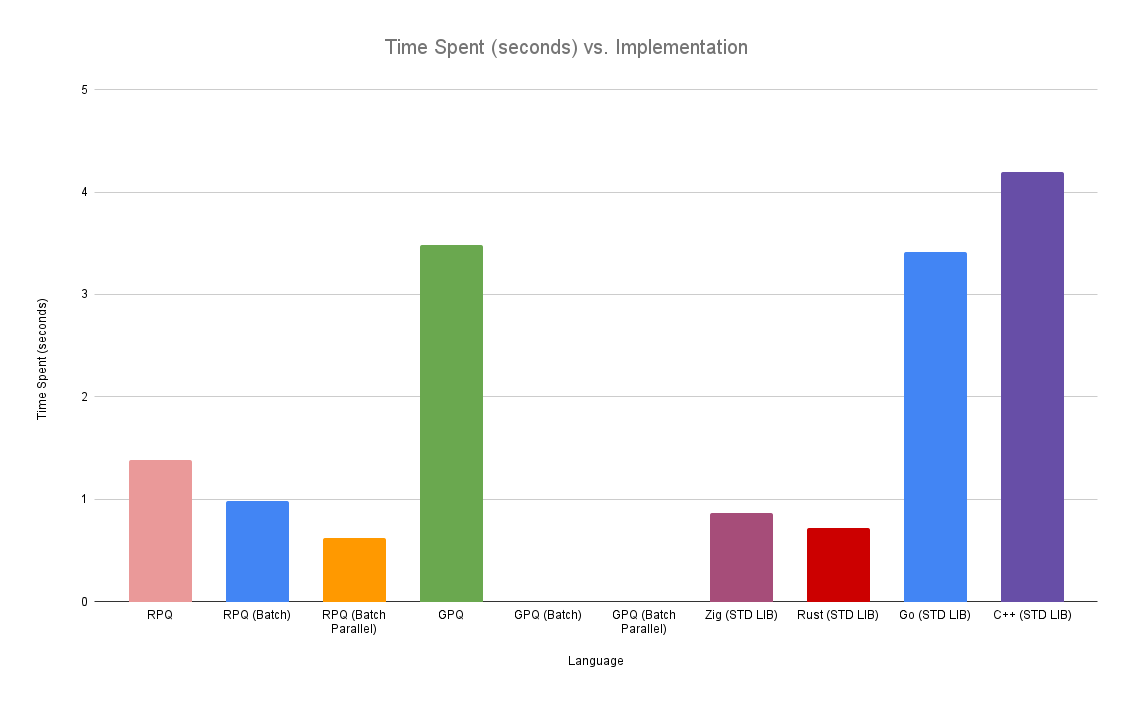 Time Spent (seconds) vs. Implementation
Time Spent (seconds)
5
4
3
2
1
0
RPQ
RPQ (Batch)
RPQ (Batch
Parallel)
GPQ
GPQ (Batch)
GPQ (Batch
Parallel)
Zig (STD LIB)
Rust (STD LIB)
Go (STD LIB)
C++ (STD LIB)
Language